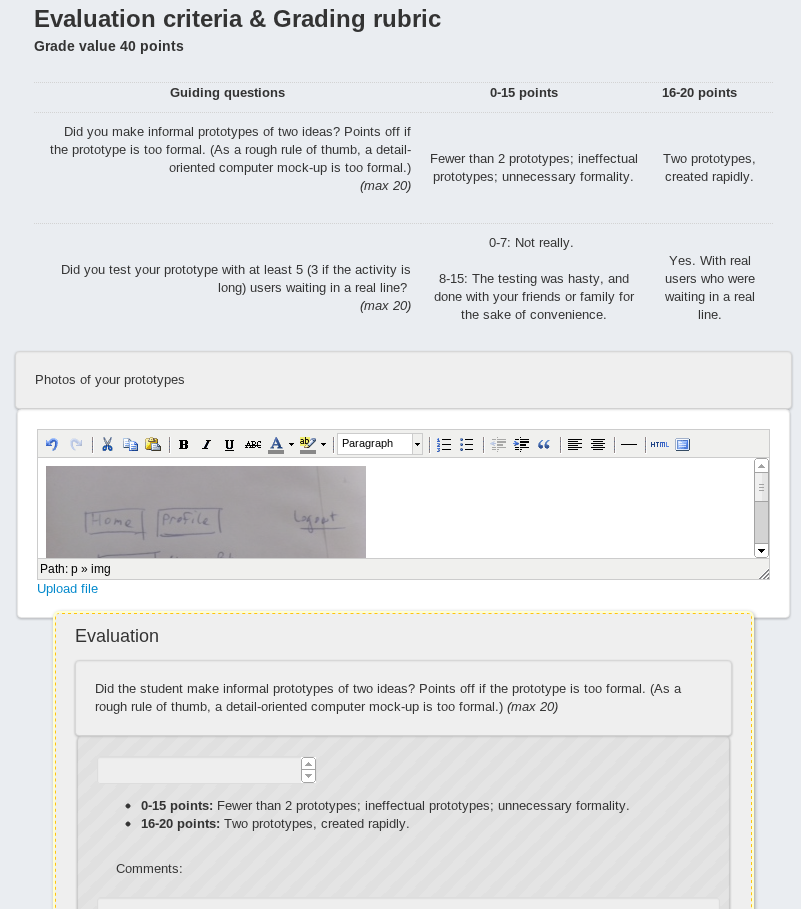 Evaluation criteria & Grading rubric
Grade value 40 points
Guiding questions 0-15 points 16-20 points
Did you make informal prototypes of two ideas? Points off if
the prototype is too formal. (As a rough rule of thumb, a detail-
oriented computer mock-up is too formal.)
(max 20)
Fewer than 2 prototypes; ineffectual
prototypes; unnecessary formality.
Two prototypes,
created rapidly.
Did you test your prototype with at least 5 (3 if the activity is
long) users waiting in a real line?
(max 20)
0-7: Not really.
8-15: The testing was hasty, and
done with your friends or family for
the sake of convenience.
Yes. With real
users who were
waiting in a real
line.
Photos of your prototypes
B I U ABC A ab Paragraph HTML
Home Profile Logout
Path: p » img
Upload file
Evaluation
Did the student make informal prototypes of two ideas? Points off if the prototype is too formal. (As a
rough rule of thumb, a detail-oriented computer mock-up is too formal.) (max 20)
• 0-15 points: Fewer than 2 prototypes; ineffectual prototypes; unnecessary formality.
• 16-20 points: Two prototypes, created rapidly.
Comments: